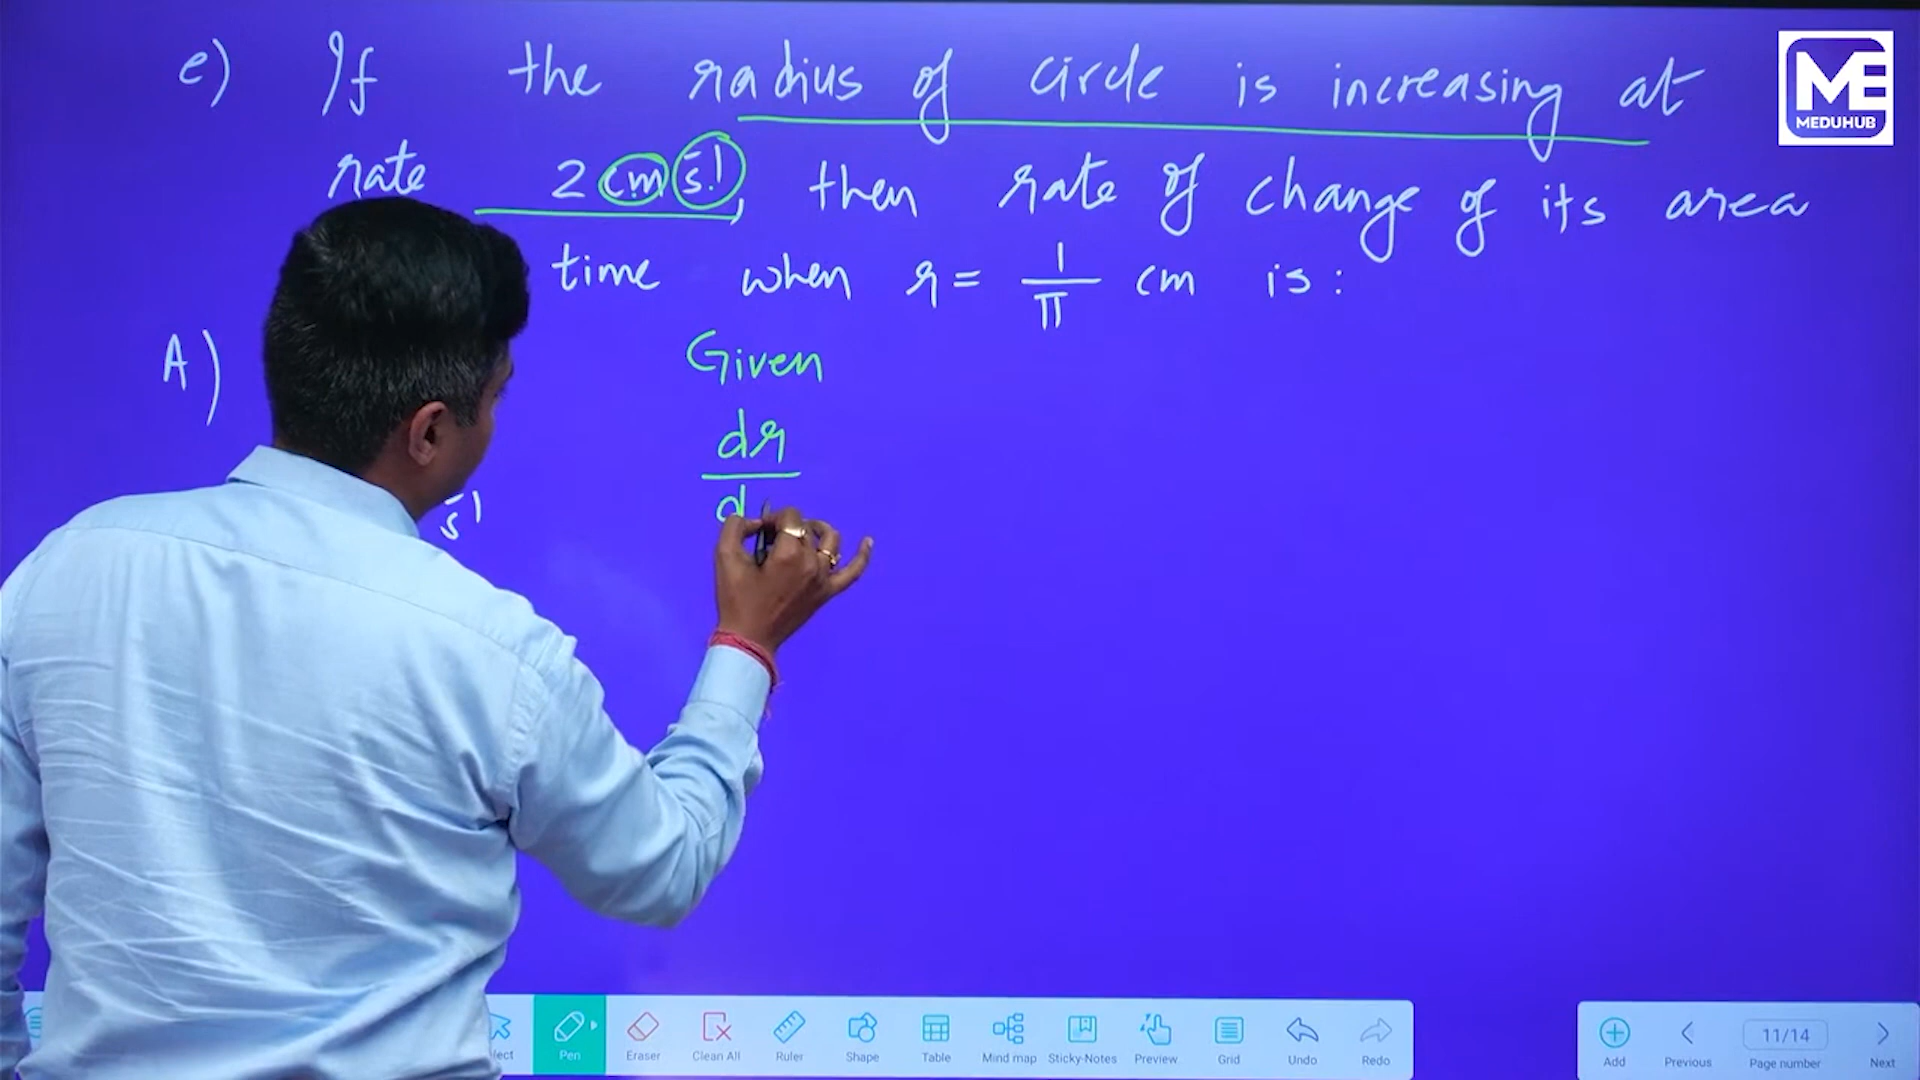 e) If the radius of circle is increasing at
rate 2 cm s⁻¹, then rate of change of its area
time when r = 1/π cm is :
A)
Given
dr
d
s⁻¹
ME
MEDUHUB
Pen
Eraser
Clean All
Ruler
Shape
Table
Mind map
Sticky-Notes
Preview
Grid
Undo
Redo
Add
Previous
11/14
Page number
Next